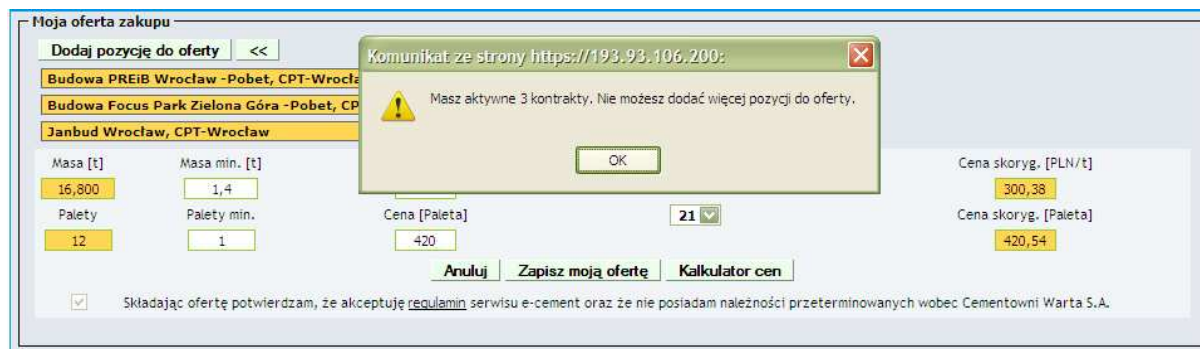 Moja oferta zakupu
Dodaj pozycję do oferty <<
Komunikat ze strony https://193.93.106.200:
Budowa PREiB Wrocław -Pobet, CPT-Wrocła
Masz aktywne 3 kontrakty. Nie możesz dodać więcej pozycji do oferty.
Budowa Focus Park Zielona Góra -Pobet, CP
Janbud Wrocław, CPT-Wrocław
OK
Masa [t] Masa min. [t] Cena skoryg. [PLN/t]
16,800 1,4 300,38
Palety Palety min. Cena [Paleta] 21 Cena skoryg. [Paleta]
12 1 420 420,54
Anuluj Zapisz moją ofertę Kalkulator cen
Składając ofertę potwierdzam, że akceptuję regulamin serwisu e-cement oraz że nie posiadam należności przeterminowanych wobec Cementowni Warta S.A.